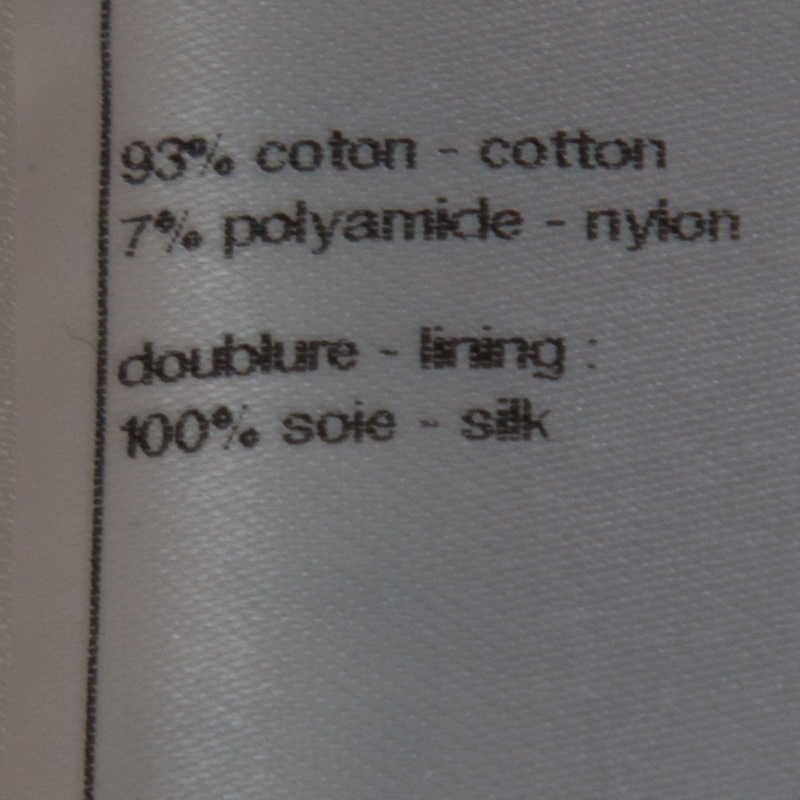 93% coton - cotton
7% polyamide - nylon
doublure - lining :
100% soie - silk